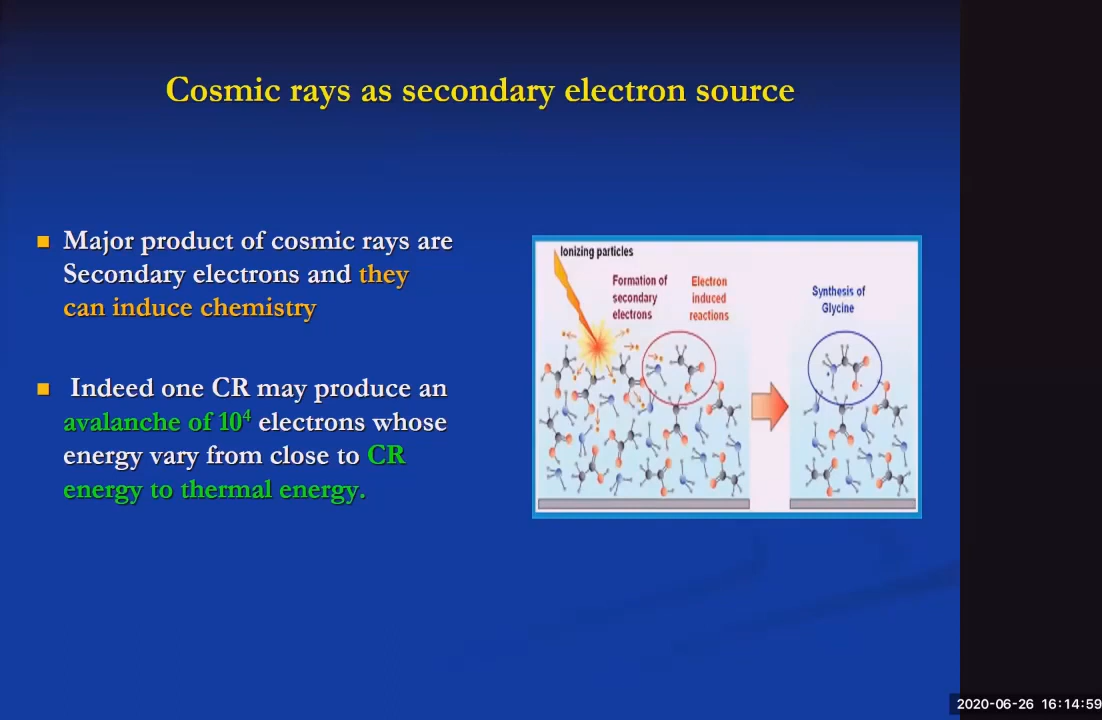 Cosmic rays as secondary electron source
Major product of cosmic rays are
Secondary electrons and they
can induce chemistry
Indeed one CR may produce an
avalanche of 10⁴ electrons whose
energy vary from close to CR
energy to thermal energy.
Ionizing particles
Formation of
secondary
electrons
Electron
induced
reactions
Synthesis of
Glycine
2020-06-26 16:14:59